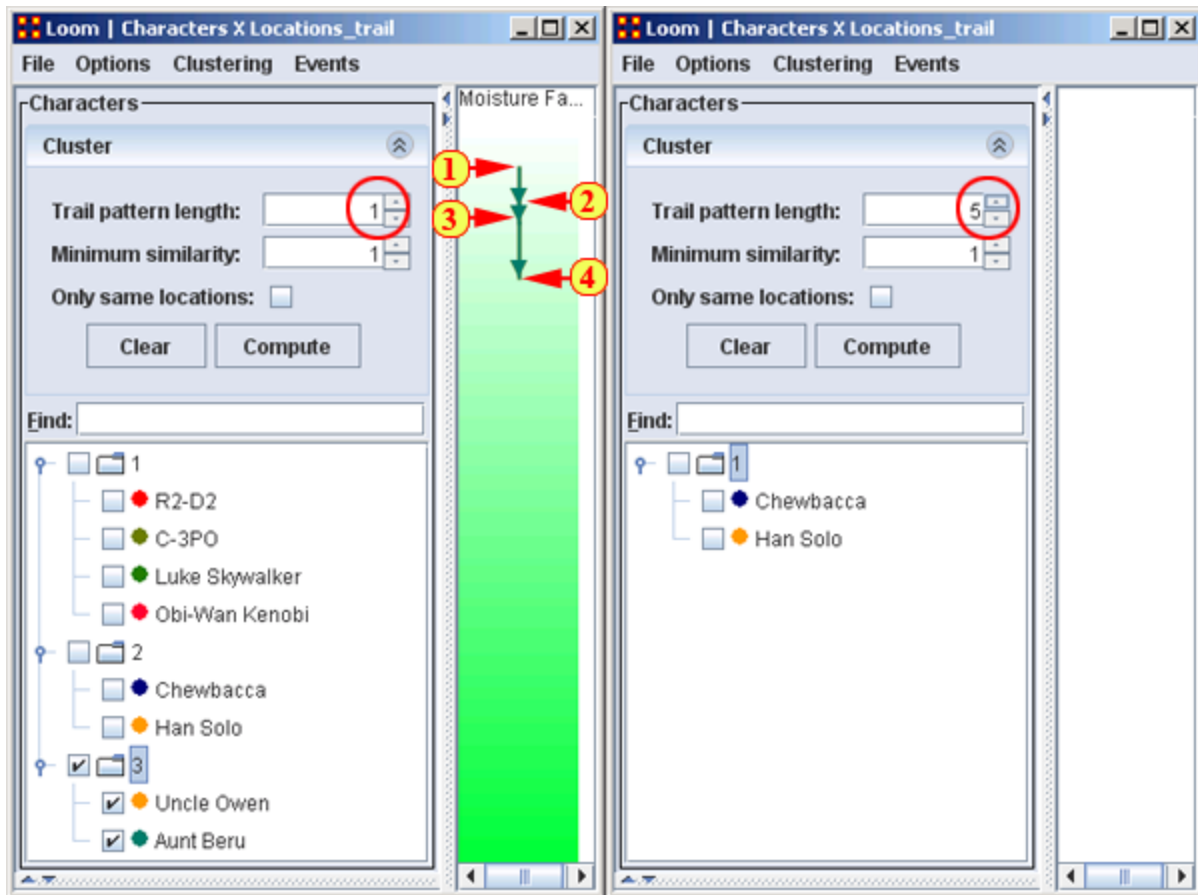 Loom | Characters X Locations_trail
File Options Clustering Events
Characters
Cluster
Trail pattern length: 1
Minimum similarity: 1
Only same locations:
Clear Compute
Find:
1
R2-D2
C-3PO
Luke Skywalker
Obi-Wan Kenobi
2
Chewbacca
Han Solo
3
Uncle Owen
Aunt Beru
Moisture Fa...
1
2
3
4
Loom | Characters X Locations_trail
File Options Clustering Events
Characters
Cluster
Trail pattern length: 5
Minimum similarity: 1
Only same locations:
Clear Compute
Find:
1
Chewbacca
Han Solo